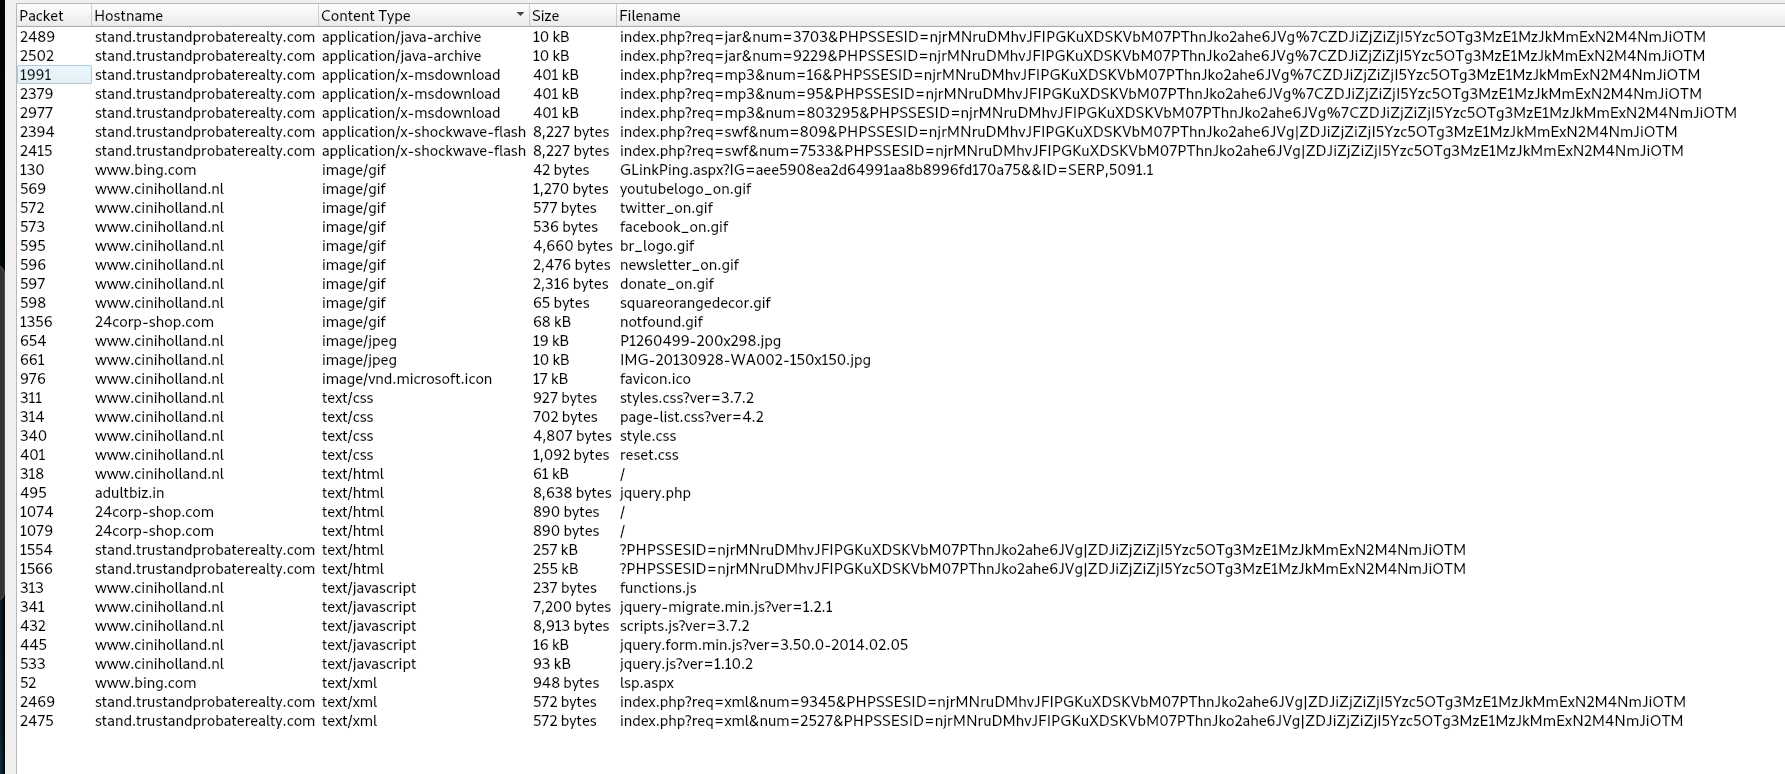 Packet Hostname Content Type Size Filename
2489 stand.trustandprobaterealty.com application/java-archive 10 kB index.php?req=jar&num=3703&PHPSSESID=njrMNruDMhvJFIPGKuXDSKVbM07PThnJko2ahe6JVg%7CZDJiZjZiZjI5Yzc5OTg3MzE1MzJkMmExN2M4NmJiOTM
2502 stand.trustandprobaterealty.com application/java-archive 10 kB index.php?req=jar&num=9229&PHPSSESID=njrMNruDMhvJFIPGKuXDSKVbM07PThnJko2ahe6JVg%7CZDJiZjZiZjI5Yzc5OTg3MzE1MzJkMmExN2M4NmJiOTM
1991 stand.trustandprobaterealty.com application/x-msdownload 401 kB index.php?req=mp3&num=16&PHPSSESID=njrMNruDMhvJFIPGKuXDSKVbM07PThnJko2ahe6JVg%7CZDJiZjZiZjI5Yzc5OTg3MzE1MzJkMmExN2M4NmJiOTM
2379 stand.trustandprobaterealty.com application/x-msdownload 401 kB index.php?req=mp3&num=95&PHPSSESID=njrMNruDMhvJFIPGKuXDSKVbM07PThnJko2ahe6JVg%7CZDJiZjZiZjI5Yzc5OTg3MzE1MzJkMmExN2M4NmJiOTM
2977 stand.trustandprobaterealty.com application/x-msdownload 401 kB index.php?req=mp3&num=803295&PHPSSESID=njrMNruDMhvJFIPGKuXDSKVbM07PThnJko2ahe6JVg%7CZDJiZjZiZjI5Yzc5OTg3MzE1MzJkMmExN2M4NmJiOTM
2394 stand.trustandprobaterealty.com application/x-shockwave-flash 8,227 bytes index.php?req=swf&num=809&PHPSSESID=njrMNruDMhvJFIPGKuXDSKVbM07PThnJko2ahe6JVg|ZDJiZjZiZjI5Yzc5OTg3MzE1MzJkMmExN2M4NmJiOTM
2415 stand.trustandprobaterealty.com application/x-shockwave-flash 8,227 bytes index.php?req=swf&num=7533&PHPSSESID=njrMNruDMhvJFIPGKuXDSKVbM07PThnJko2ahe6JVg|ZDJiZjZiZjI5Yzc5OTg3MzE1MzJkMmExN2M4NmJiOTM
130 www.bing.com image/gif 42 bytes GLinkPing.aspx?IG=aee5908ea2d64991aa8b8996fd170a75&&ID=SERP,5091.1
569 www.ciniholland.nl image/gif 1,270 bytes youtubelogo_on.gif
572 www.ciniholland.nl image/gif 577 bytes twitter_on.gif
573 www.ciniholland.nl image/gif 536 bytes facebook_on.gif
595 www.ciniholland.nl image/gif 4,660 bytes br_logo.gif
596 www.ciniholland.nl image/gif 2,476 bytes newsletter_on.gif
597 www.ciniholland.nl image/gif 2,316 bytes donate_on.gif
598 www.ciniholland.nl image/gif 65 bytes squareorangedecor.gif
1356 24corp-shop.com image/gif 68 kB notfound.gif
654 www.ciniholland.nl image/jpeg 19 kB P1260499-200x298.jpg
661 www.ciniholland.nl image/jpeg 10 kB IMG-20130928-WA002-150x150.jpg
976 www.ciniholland.nl image/vnd.microsoft.icon 17 kB favicon.ico
311 www.ciniholland.nl text/css 927 bytes styles.css?ver=3.7.2
314 www.ciniholland.nl text/css 702 bytes page-list.css?ver=4.2
340 www.ciniholland.nl text/css 4,807 bytes style.css
401 www.ciniholland.nl text/css 1,092 bytes reset.css
318 www.ciniholland.nl text/html 61 kB /
495 adultbiz.in text/html 8,638 bytes jquery.php
1074 24corp-shop.com text/html 890 bytes /
1079 24corp-shop.com text/html 890 bytes /
1554 stand.trustandprobaterealty.com text/html 257 kB ?PHPSSESID=njrMNruDMhvJFIPGKuXDSKVbM07PThnJko2ahe6JVg|ZDJiZjZiZjI5Yzc5OTg3MzE1MzJkMmExN2M4NmJiOTM
1566 stand.trustandprobaterealty.com text/html 255 kB ?PHPSSESID=njrMNruDMhvJFIPGKuXDSKVbM07PThnJko2ahe6JVg|ZDJiZjZiZjI5Yzc5OTg3MzE1MzJkMmExN2M4NmJiOTM
313 www.ciniholland.nl text/javascript 237 bytes functions.js
341 www.ciniholland.nl text/javascript 7,200 bytes jquery-migrate.min.js?ver=1.2.1
432 www.ciniholland.nl text/javascript 8,913 bytes scripts.js?ver=3.7.2
445 www.ciniholland.nl text/javascript 16 kB jquery.form.min.js?ver=3.50.0-2014.02.05
533 www.ciniholland.nl text/javascript 93 kB jquery.js?ver=1.10.2
52 www.bing.com text/xml 948 bytes lsp.aspx
2469 stand.trustandprobaterealty.com text/xml 572 bytes index.php?req=xml&num=9345&PHPSSESID=njrMNruDMhvJFIPGKuXDSKVbM07PThnJko2ahe6JVg|ZDJiZjZiZjI5Yzc5OTg3MzE1MzJkMmExN2M4NmJiOTM
2475 stand.trustandprobaterealty.com text/xml 572 bytes index.php?req=xml&num=2527&PHPSSESID=njrMNruDMhvJFIPGKuXDSKVbM07PThnJko2ahe6JVg|ZDJiZjZiZjI5Yzc5OTg3MzE1MzJkMmExN2M4NmJiOTM